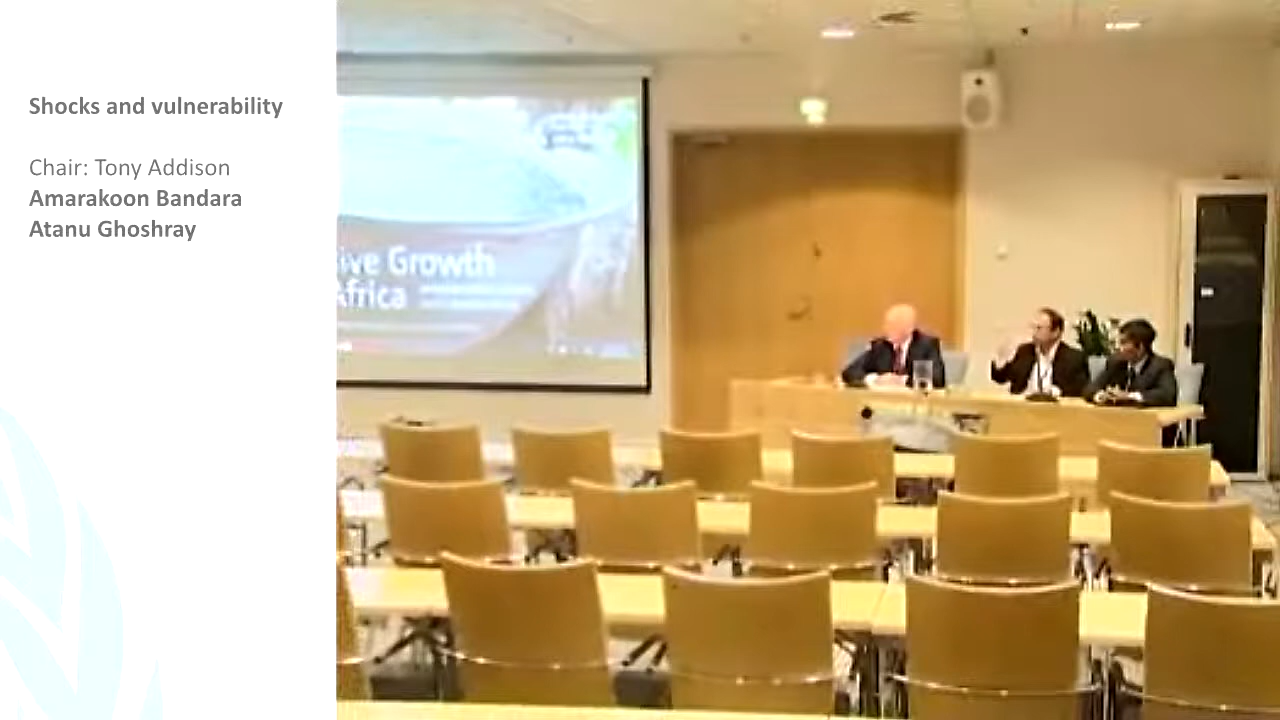 Shocks and vulnerability
Chair: Tony Addison
Amarakoon Bandara
Atanu Ghoshray
ive Growth
Africa